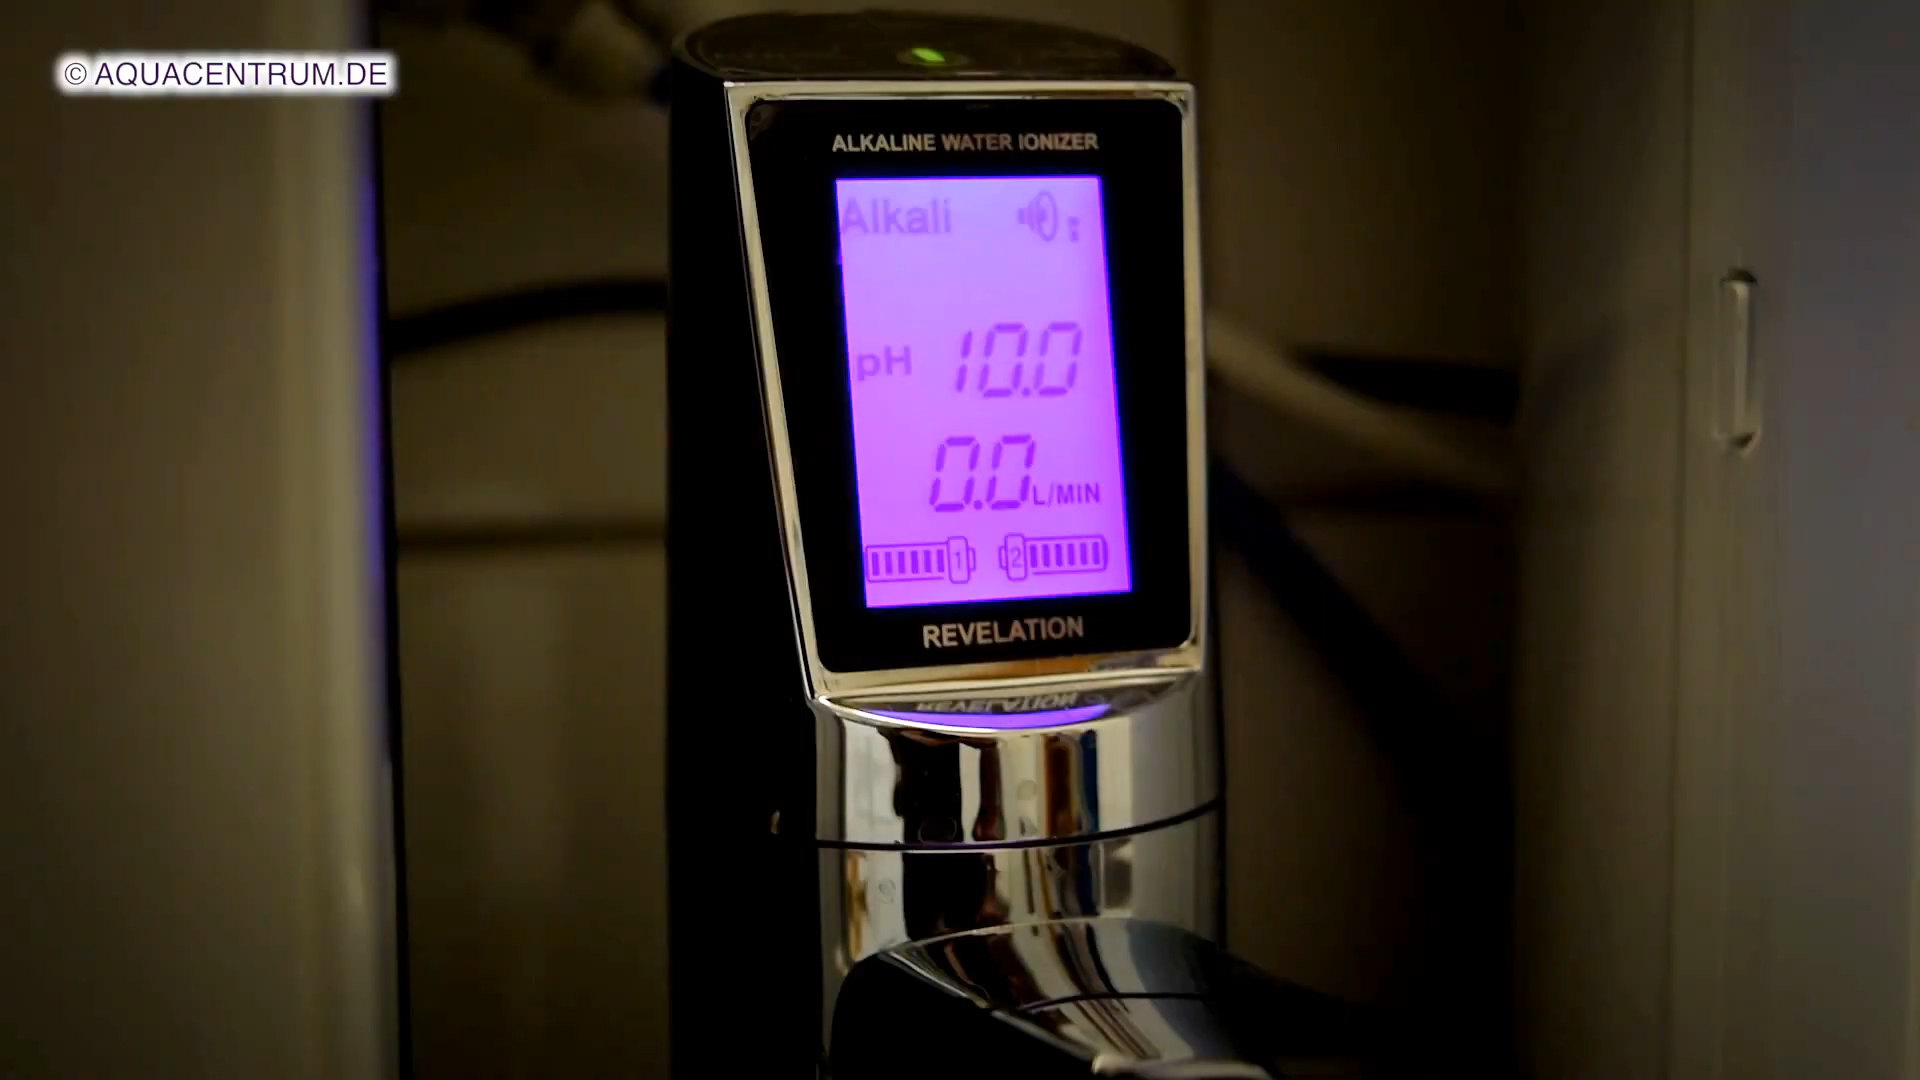 © AQUACENTRUM.DE
ALKALINE WATER IONIZER
Alkali
pH 10.0
0.0 L/MIN
1 2
REVELATION